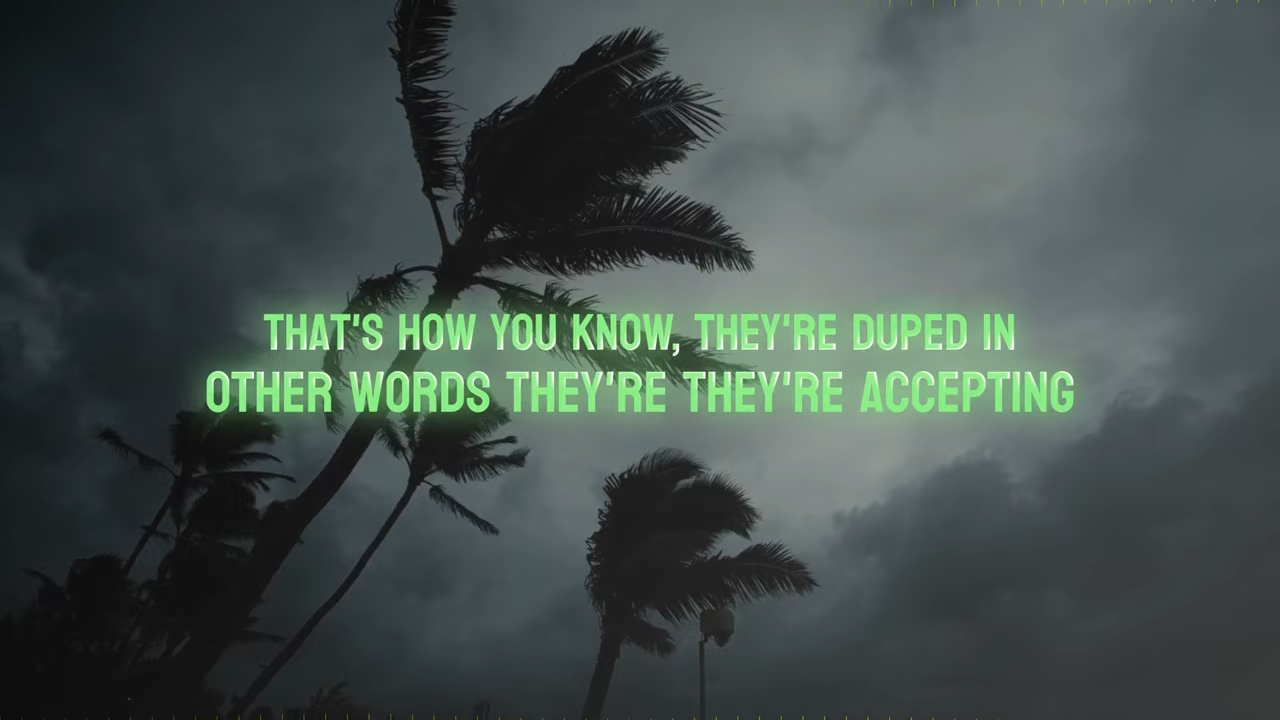 THAT'S HOW YOU KNOW, THEY'RE DUPED IN
OTHER WORDS THEY'RE THEY'RE ACCEPTING